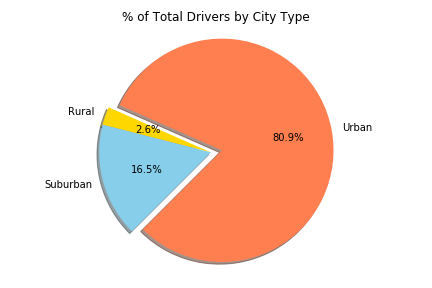 % of Total Drivers by City Type
Rural
2.6%
Urban
80.9%
16.5%
Suburban